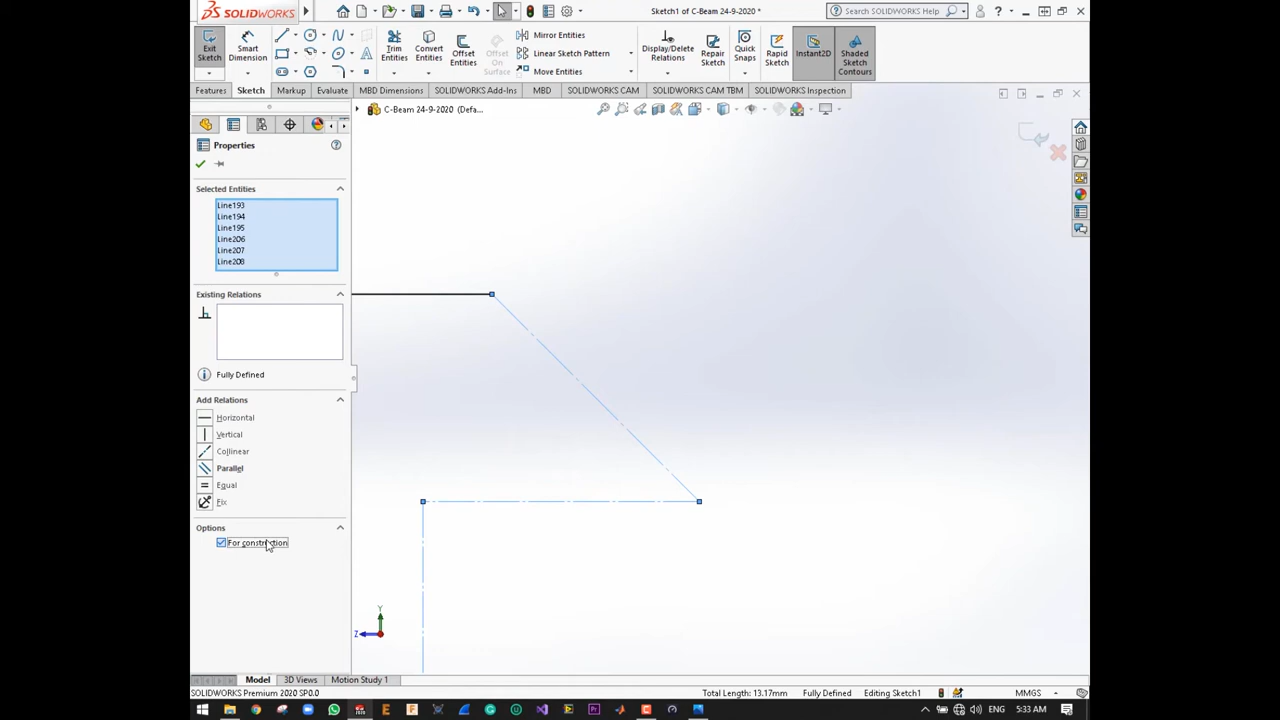 SOLIDWORKS
Sketch1 of C-Beam 24-9-2020 *
Search SOLIDWORKS Help
Exit Sketch
Smart Dimension
Trim Entities
Convert Entities
Offset Entities
Offset On Surface
Mirror Entities
Linear Sketch Pattern
Move Entities
Display/Delete Relations
Repair Sketch
Quick Snaps
Rapid Sketch
Instant2D
Shaded Sketch Contours
Features
Sketch
Markup
Evaluate
MBD Dimensions
SOLIDWORKS Add-Ins
MBD
SOLIDWORKS CAM
SOLIDWORKS CAM TBM
SOLIDWORKS Inspection
C-Beam 24-9-2020 (Defa...
Properties
Selected Entities
Line193
Line194
Line195
Line206
Line207
Line208
Existing Relations
Fully Defined
Add Relations
Horizontal
Vertical
Collinear
Parallel
Equal
Fix
Options
For construction
Y
Z
Model
3D Views
Motion Study 1
SOLIDWORKS Premium 2020 SP0.0
Total Length: 13.17mm
Fully Defined
Editing Sketch1
MMGS
ENG
5:33 AM